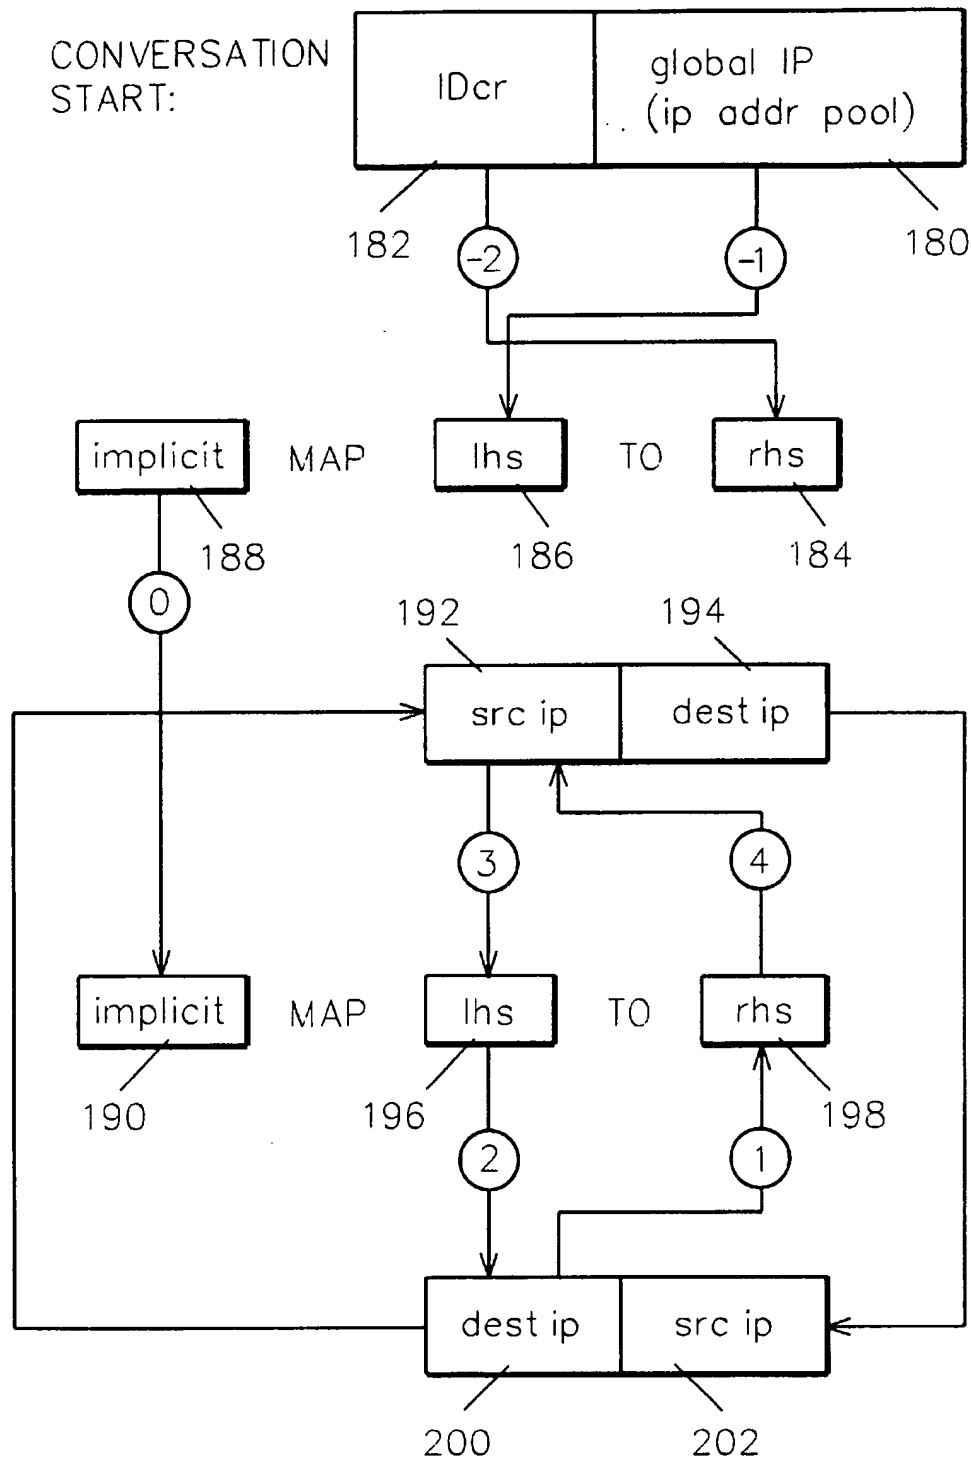 CONVERSATION
START:
IDcr
global IP
(ip addr pool)
182
180
-2
-1
implicit MAP lhs TO rhs
188
186
184
0
192
194
src ip
dest ip
3
4
implicit MAP lhs TO rhs
190
196
198
2
1
dest ip
src ip
200
202